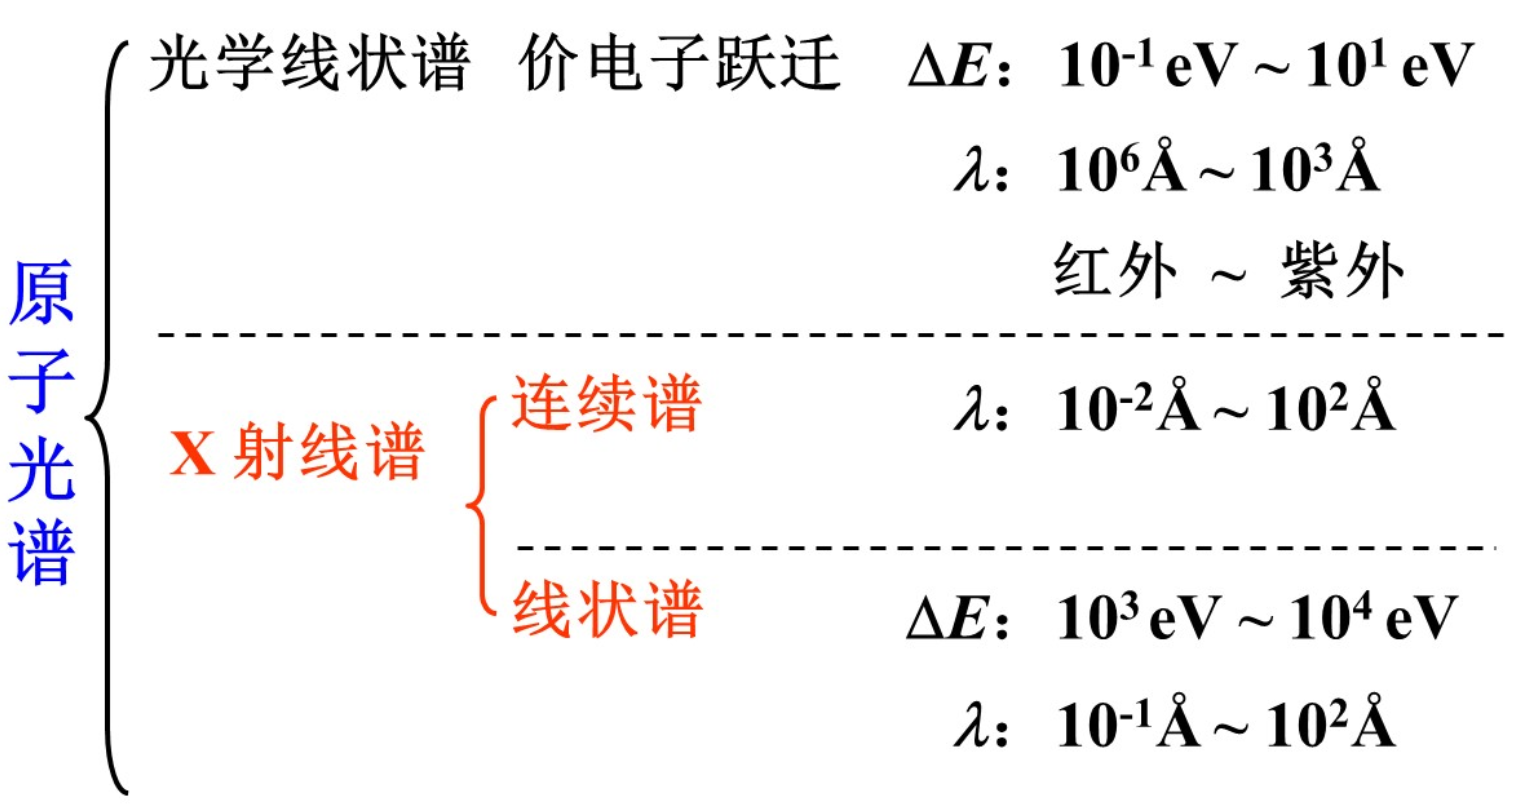 原子光谱
光学线状谱 价电子跃迁 ΔE： 10⁻¹ eV ~ 10¹ eV
λ： 10⁶Å ~ 10³Å
红外 ~ 紫外
X 射线谱
连续谱 λ： 10⁻²Å ~ 10²Å
线状谱 ΔE： 10³ eV ~ 10⁴ eV
λ： 10⁻¹Å ~ 10²Å